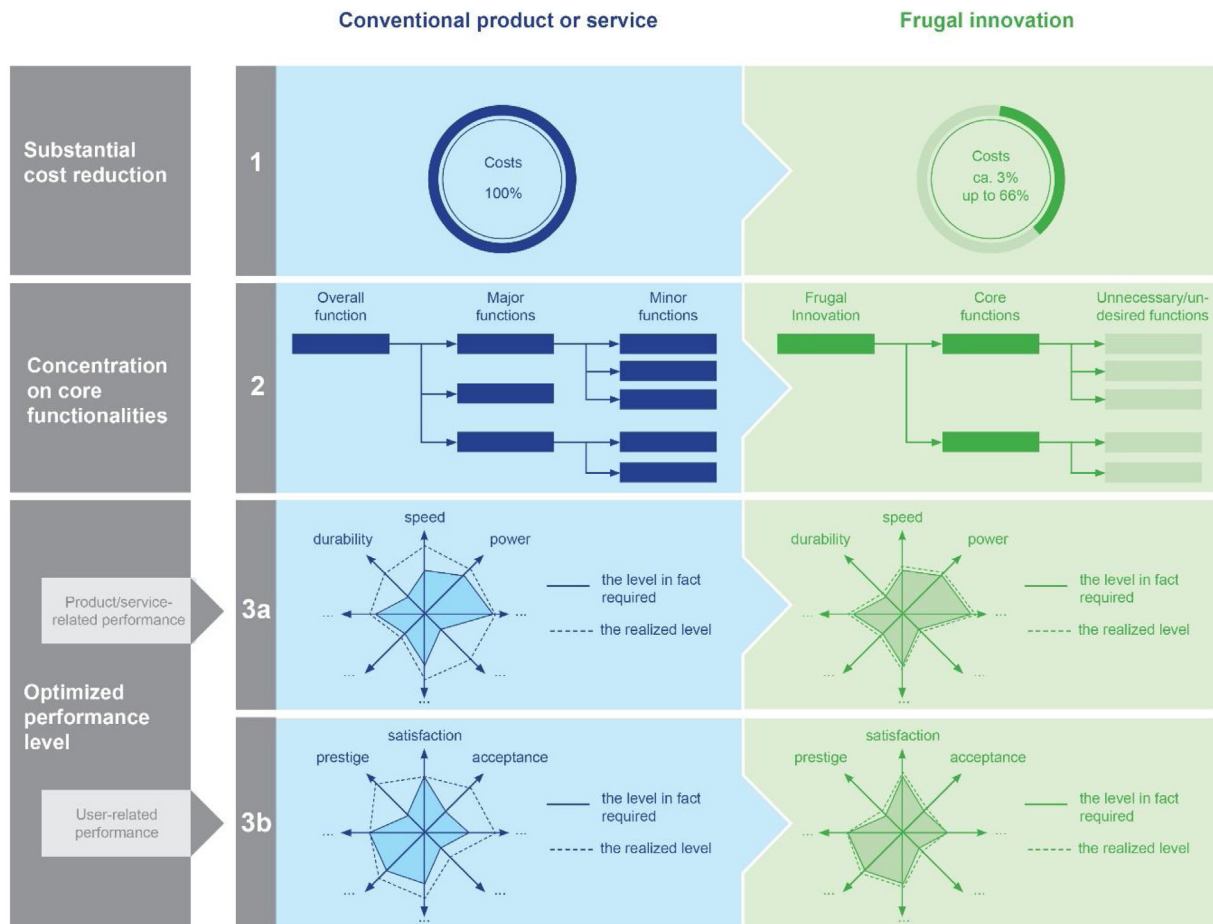 Conventional product or service
Frugal innovation
Substantial
cost reduction
1
Costs
100%
Costs
ca. 3%
up to 66%
Concentration
on core
functionalities
2
Overall
function
Major
functions
Minor
functions
Frugal
Innovation
Core
functions
Unnecessary/un-
desired functions
Optimized
performance
level
Product/service-
related performance
3a
speed
durability
power
...
...
...
...
...
the level in fact
required
the realized level
speed
durability
power
...
...
...
...
...
the level in fact
required
the realized level
User-related
performance
3b
satisfaction
prestige
acceptance
...
...
...
...
...
the level in fact
required
the realized level
satisfaction
prestige
acceptance
...
...
...
...
...
the level in fact
required
the realized level